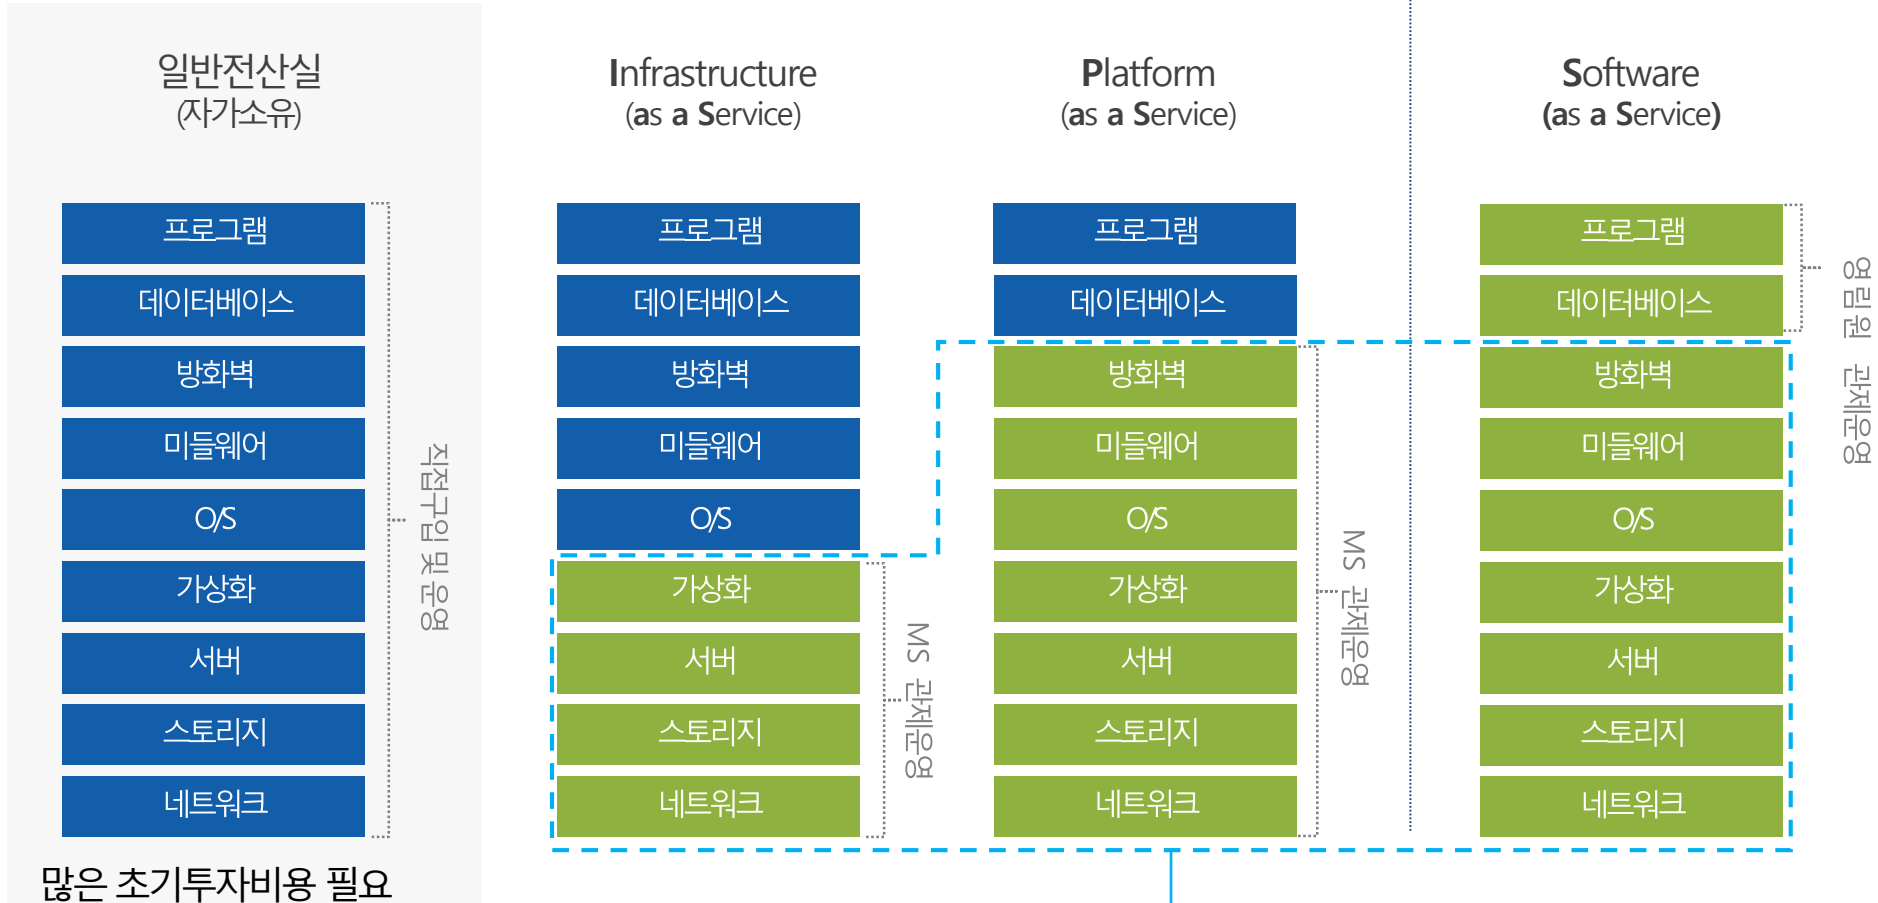 일반전산실
(자가소유)
프로그램
데이터베이스
방화벽
미들웨어
O/S
가상화
서버
스토리지
네트워크
직접구입 및 운영
많은 초기투자비용 필요
Infrastructure
(as a Service)
프로그램
데이터베이스
방화벽
미들웨어
O/S
가상화
서버
스토리지
네트워크
MS 관제운영
Platform
(as a Service)
프로그램
데이터베이스
방화벽
미들웨어
O/S
가상화
서버
스토리지
네트워크
MS 관제운영
Software
(as a Service)
프로그램
데이터베이스
방화벽
미들웨어
O/S
가상화
서버
스토리지
네트워크
영림원 관제운영